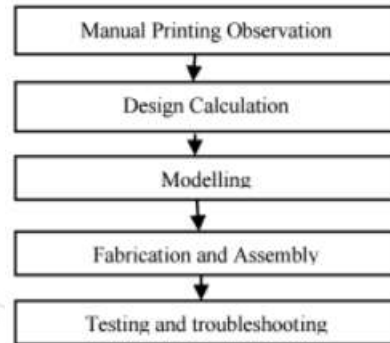 Manual Printing Observation
Design Calculation
Modelling
Fabrication and Assembly
Testing and troubleshooting